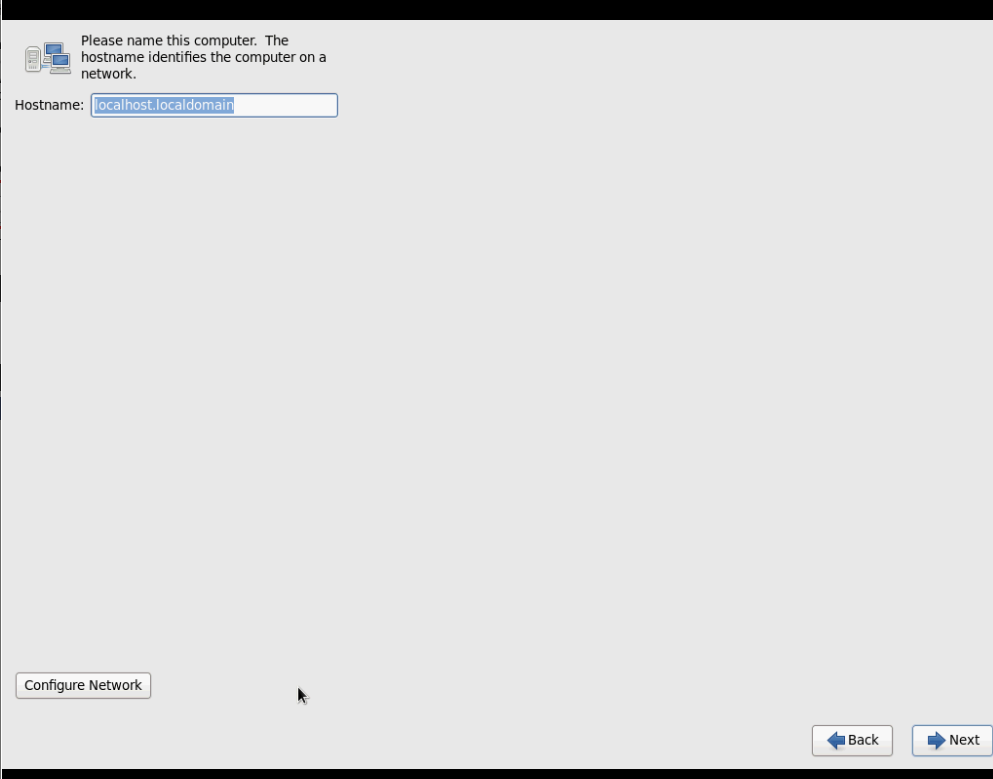 Please name this computer.  The
hostname identifies the computer on a
network.
Hostname: localhost.localdomain
Configure Network
Back Next